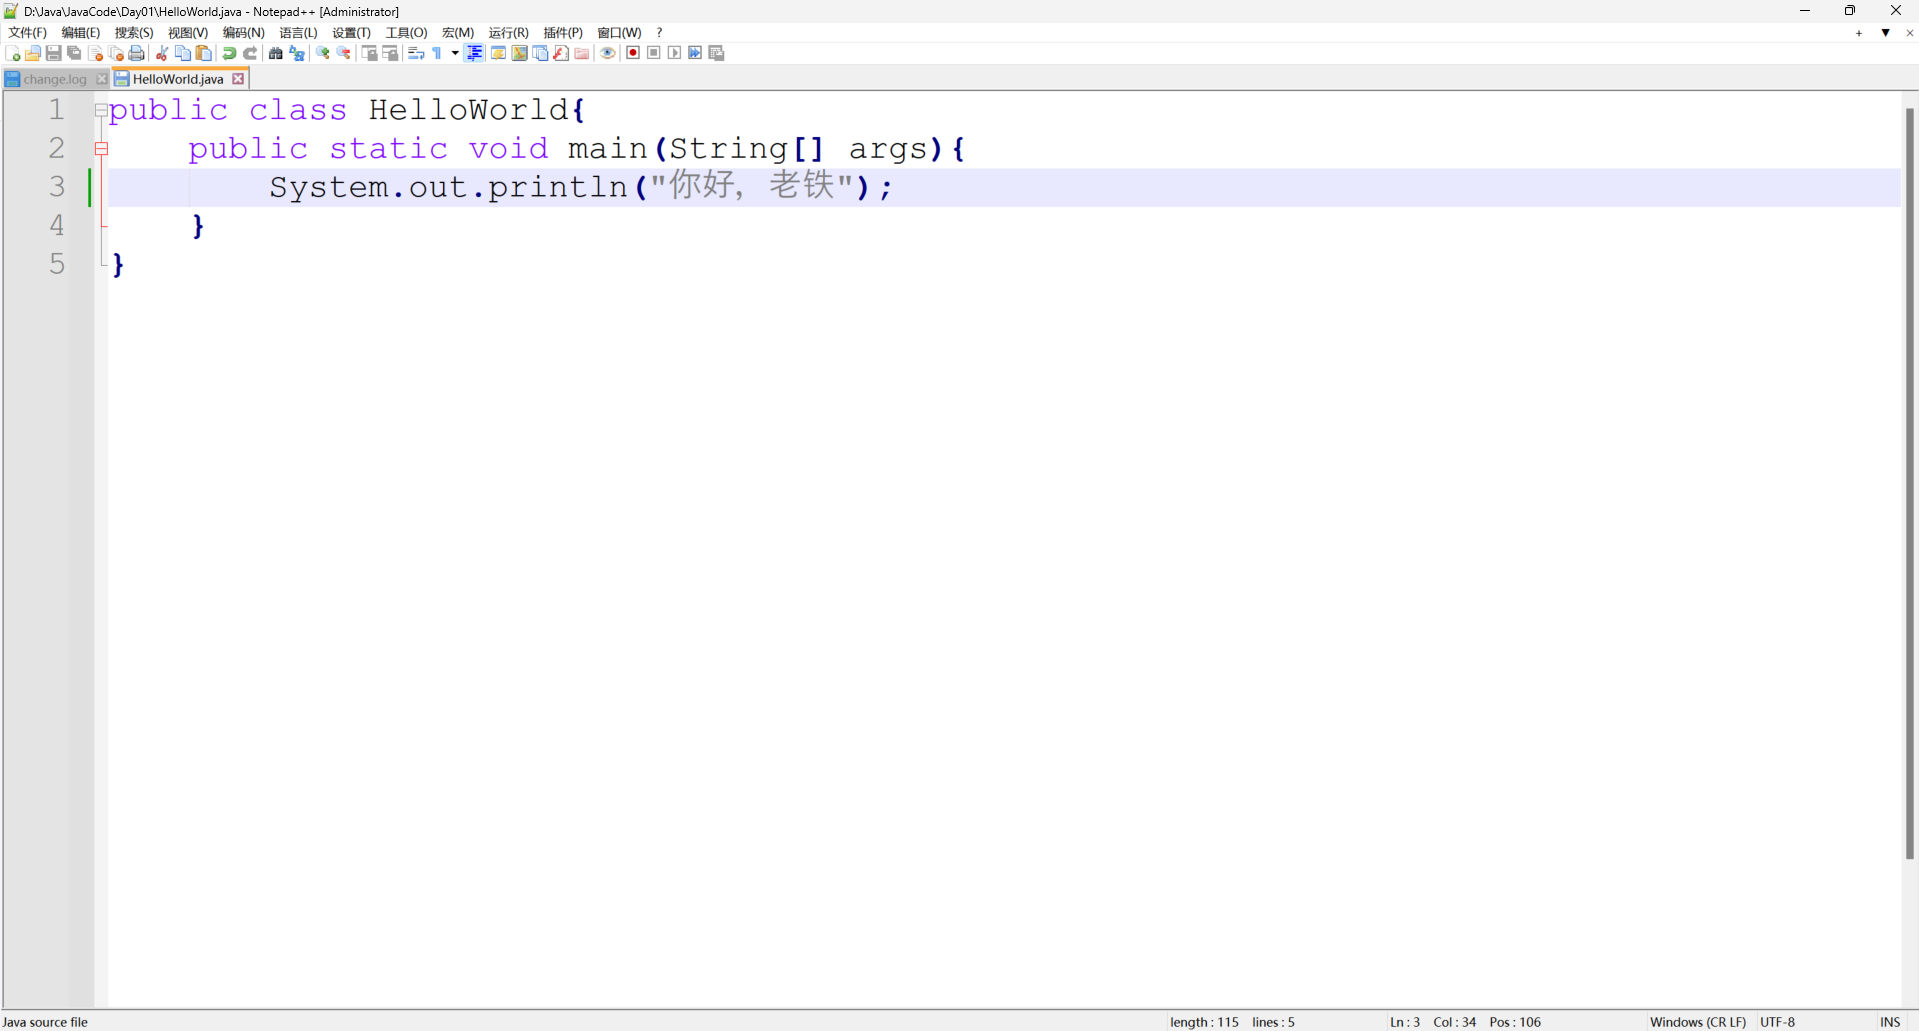 D:\Java\JavaCode\Day01\HelloWorld.java - Notepad++ [Administrator]
文件(F) 编辑(E) 搜索(S) 视图(V) 编码(N) 语言(L) 设置(T) 工具(O) 宏(M) 运行(R) 插件(P) 窗口(W) ?
change.log HelloWorld.java
1 public class HelloWorld{
2 public static void main(String[] args){
3 System.out.println("你好, 老铁");
4 }
5 }
Java source file length : 115 lines : 5 Ln : 3 Col : 34 Pos : 106 Windows (CR LF) UTF-8 INS